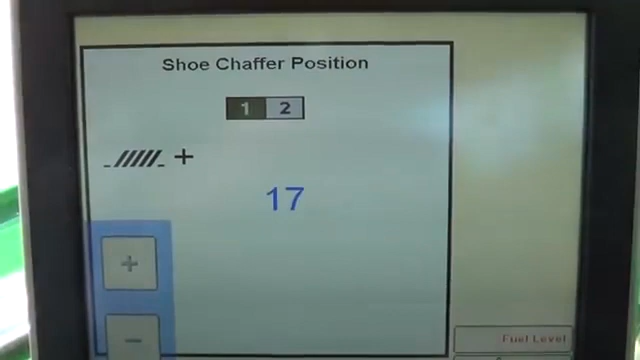 Shoe Chaffer Position
1 2
+
17
+
−
Fuel Level